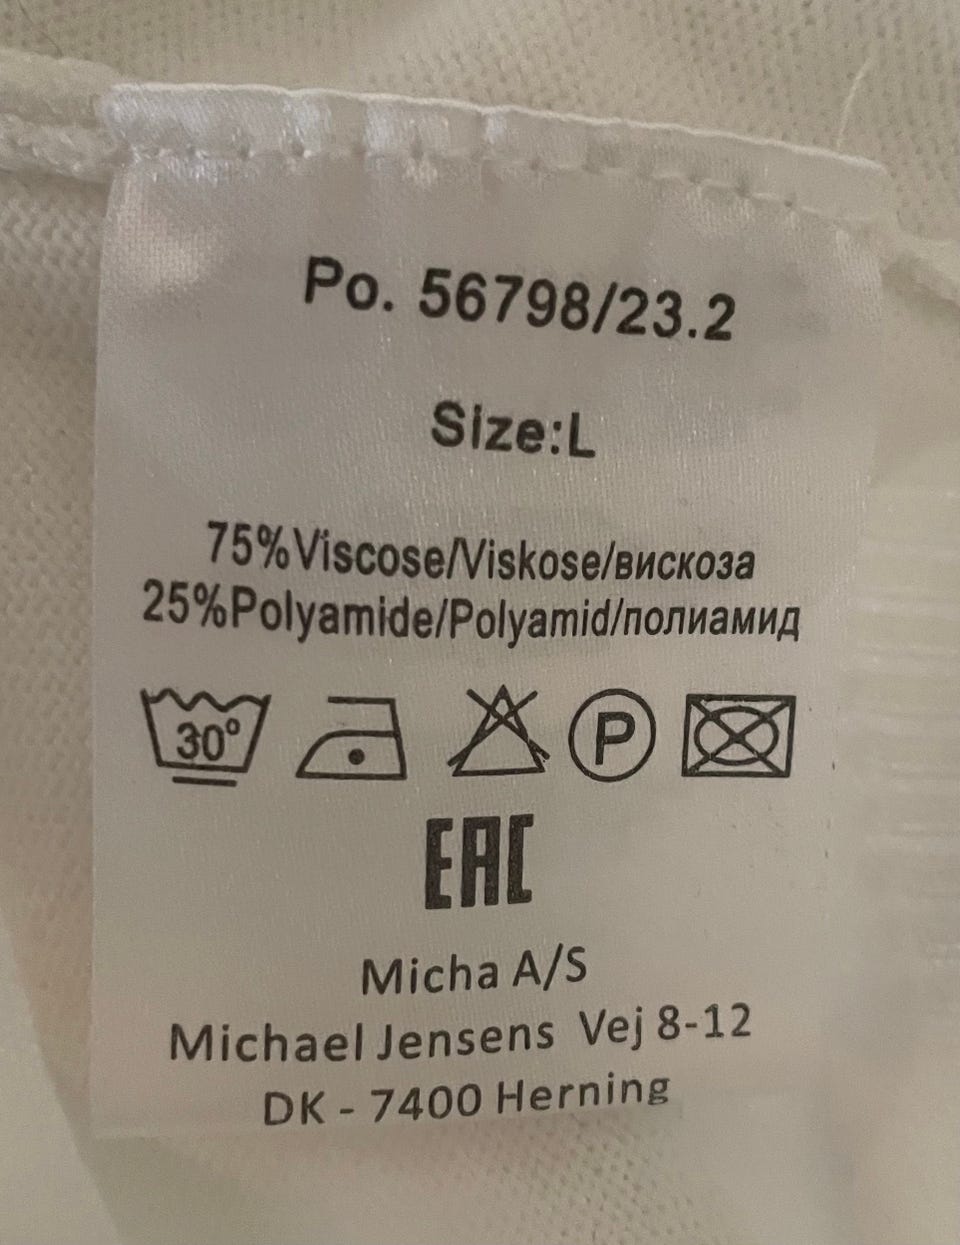 Po. 56798/23.2
Size:L
75%Viscose/Viskose/вискоза
25%Polyamide/Polyamid/полиамид
30° P
EAC
Micha A/S
Michael Jensens Vej 8-12
DK - 7400 Herning